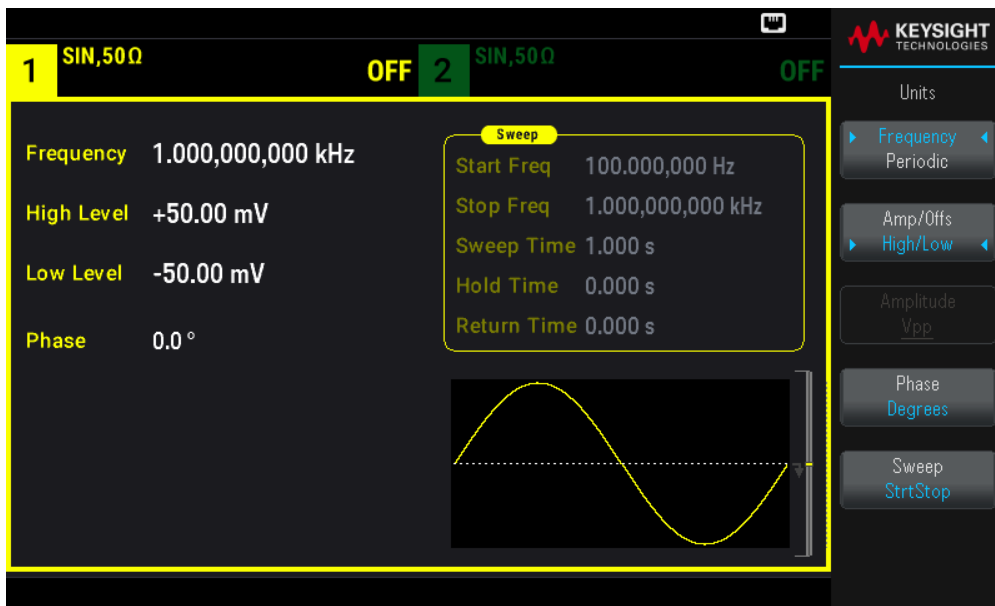 1 SIN,50Ω OFF 2 SIN,50Ω OFF
Frequency 1.000,000,000 kHz
High Level +50.00 mV
Low Level -50.00 mV
Phase 0.0 °
Sweep
Start Freq 100.000,000 Hz
Stop Freq 1.000,000,000 kHz
Sweep Time 1.000 s
Hold Time 0.000 s
Return Time 0.000 s
KEYSIGHT
TECHNOLOGIES
Units
Frequency
Periodic
Amp/Offs
High/Low
Amplitude
Vpp
Phase
Degrees
Sweep
StrtStop